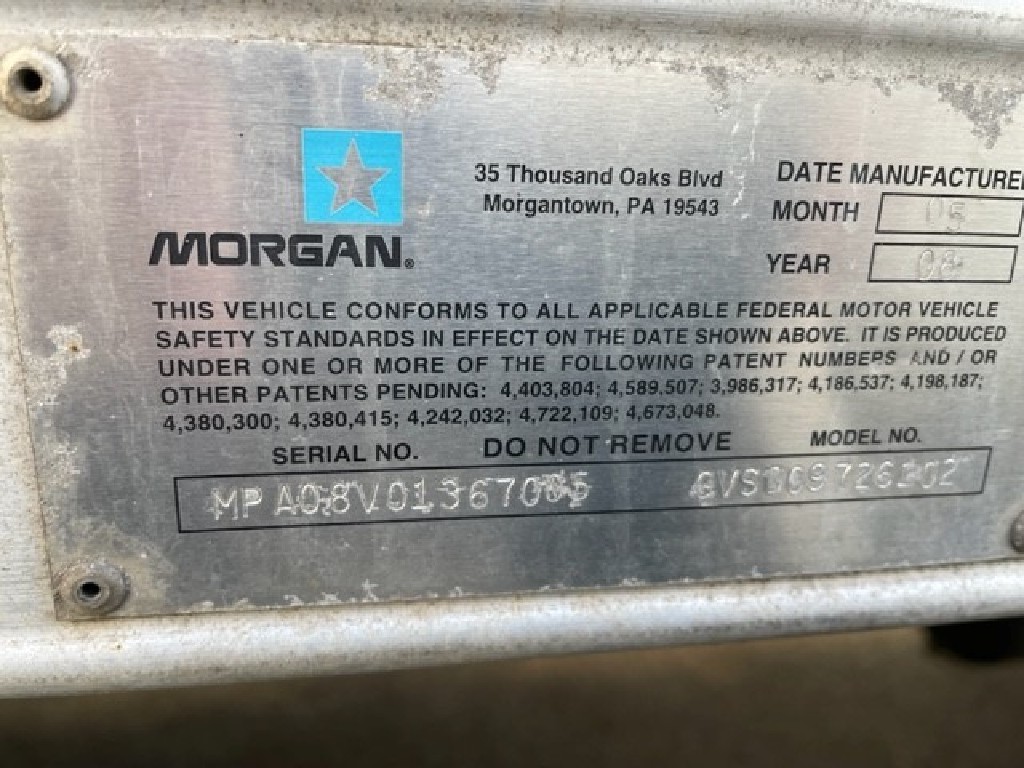 MORGAN®
35 Thousand Oaks Blvd
Morgantown, PA 19543
DATE MANUFACTURE
MONTH 05
YEAR 08
THIS VEHICLE CONFORMS TO ALL APPLICABLE FEDERAL MOTOR VEHICLE
SAFETY STANDARDS IN EFFECT ON THE DATE SHOWN ABOVE. IT IS PRODUCED
UNDER ONE OR MORE OF THE FOLLOWING PATENT NUMBERS AND / OR
OTHER PATENTS PENDING: 4,403,804; 4,589,507; 3,986,317; 4,186,537; 4,198,187;
4,380,300; 4,380,415; 4,242,032; 4,722,109; 4,673,048.
SERIAL NO. DO NOT REMOVE MODEL NO.